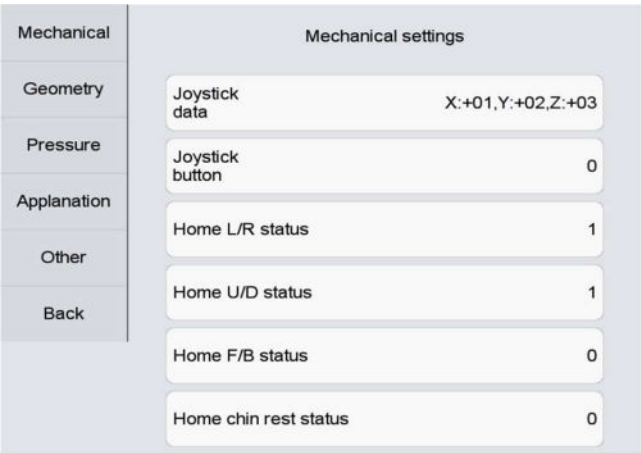 Mechanical
Geometry
Pressure
Applanation
Other
Back
Mechanical settings
Joystick
data
X:+01,Y:+02,Z:+03
Joystick
button
0
Home L/R status
1
Home U/D status
1
Home F/B status
0
Home chin rest status
0